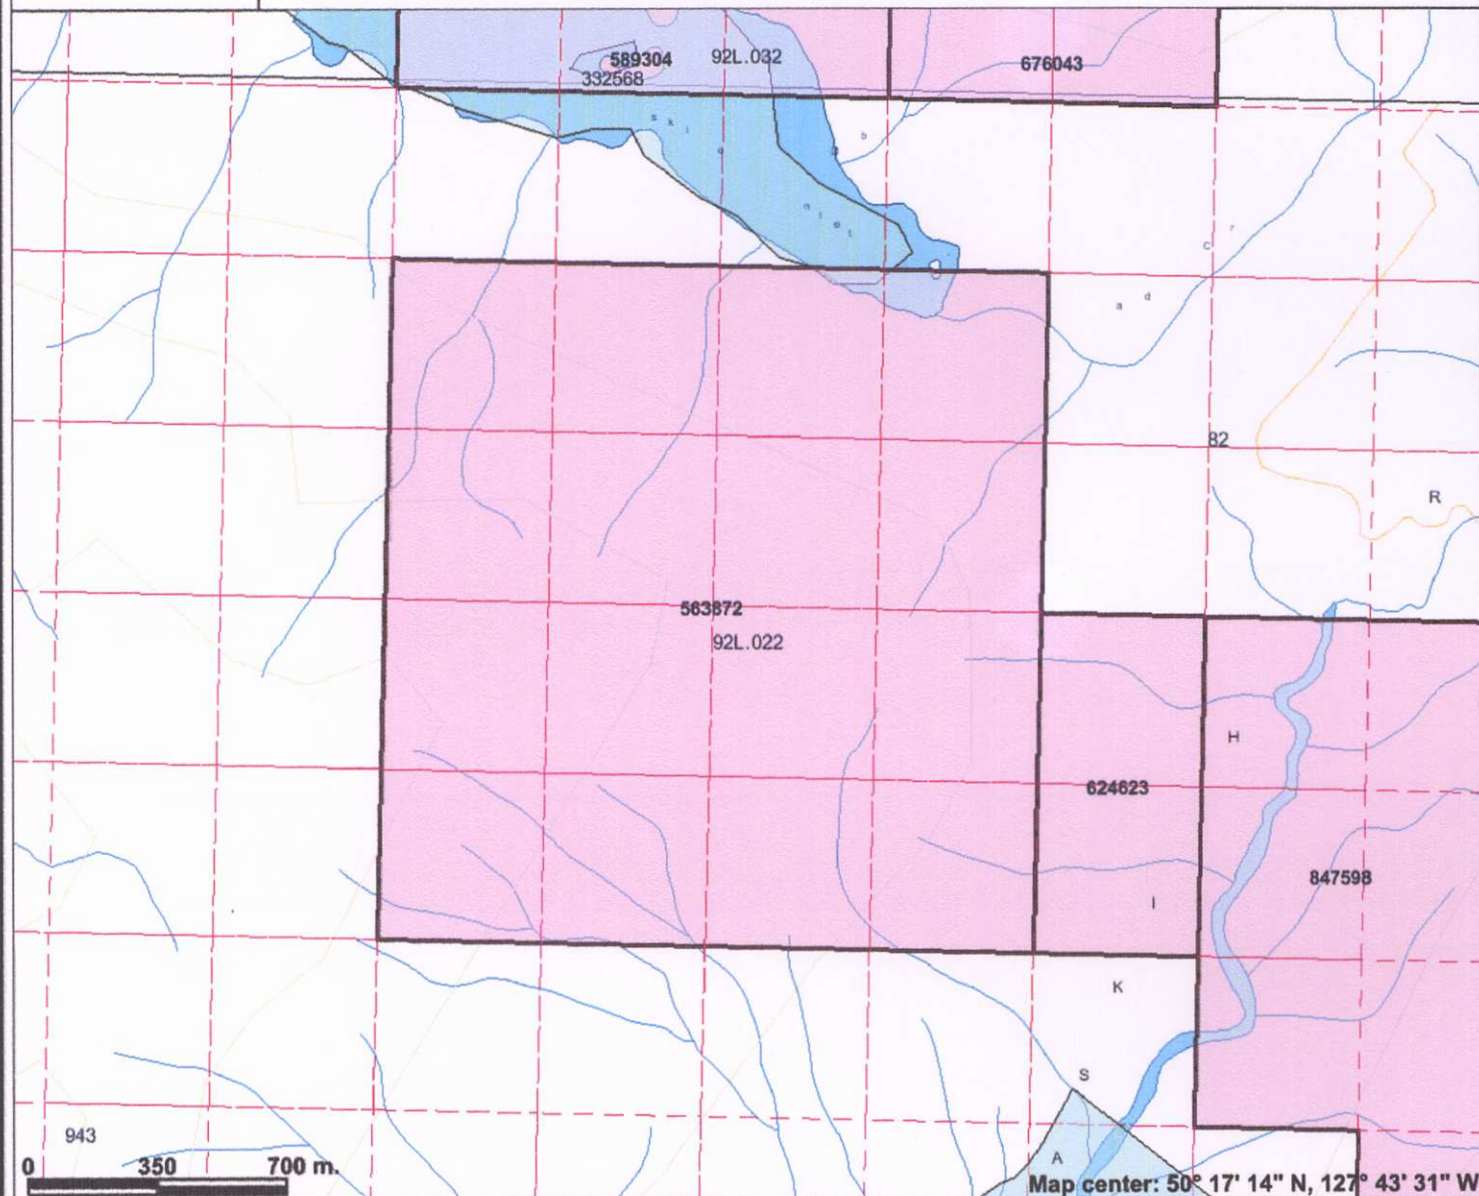 589304
92L.032
676043
332568
s k i
e
b
n l e t
r
c
d
a
82
R
563872
92L.022
H
624623
847598
I
K
S
A
943
0 350 700 m.
Map center: 50° 17' 14" N, 127° 43' 31" W